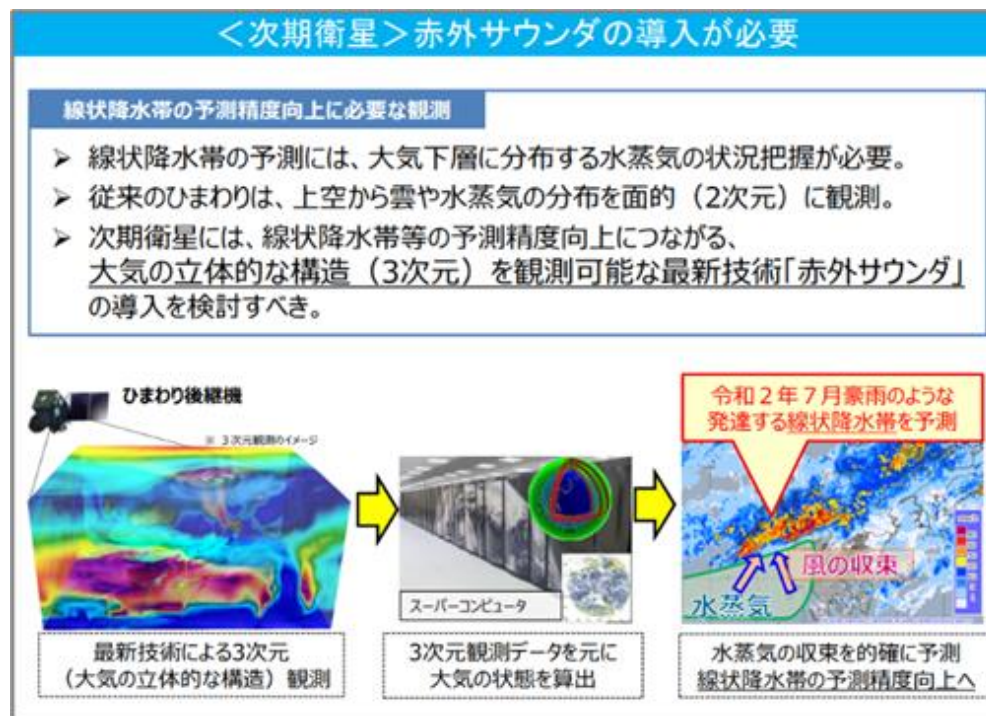 ＜次期衛星＞赤外サウンダの導入が必要
線状降水帯の予測精度向上に必要な観測
➤ 線状降水帯の予測には、大気下層に分布する水蒸気の状況把握が必要。
➤ 従来のひまわりは、上空から雲や水蒸気の分布を面的（2次元）に観測。
➤ 次期衛星には、線状降水帯等の予測精度向上につながる、
大気の立体的な構造（3次元）を観測可能な最新技術「赤外サウンダ」
の導入を検討すべき。
ひまわり後継機
※ 3次元観測のイメージ
スーパーコンピュータ
令和２年７月豪雨のような
発達する線状降水帯を予測
風の収束
水蒸気
最新技術による3次元
（大気の立体的な構造）観測
3次元観測データを元に
大気の状態を算出
水蒸気の収束を的確に予測
線状降水帯の予測精度向上へ